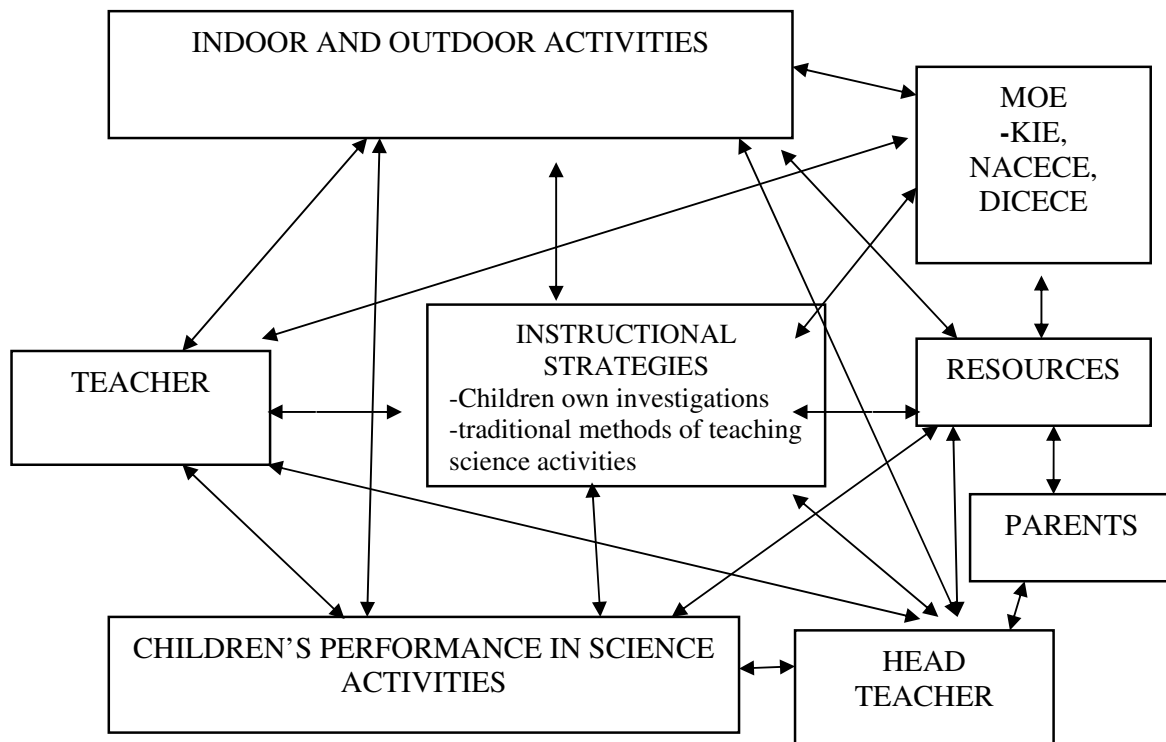 INDOOR AND OUTDOOR ACTIVITIES
MOE
-KIE,
NACECE,
DICECE
INSTRUCTIONAL
STRATEGIES
-Children own investigations
-traditional methods of teaching
science activities
TEACHER
RESOURCES
PARENTS
CHILDREN’S PERFORMANCE IN SCIENCE
ACTIVITIES
HEAD
TEACHER